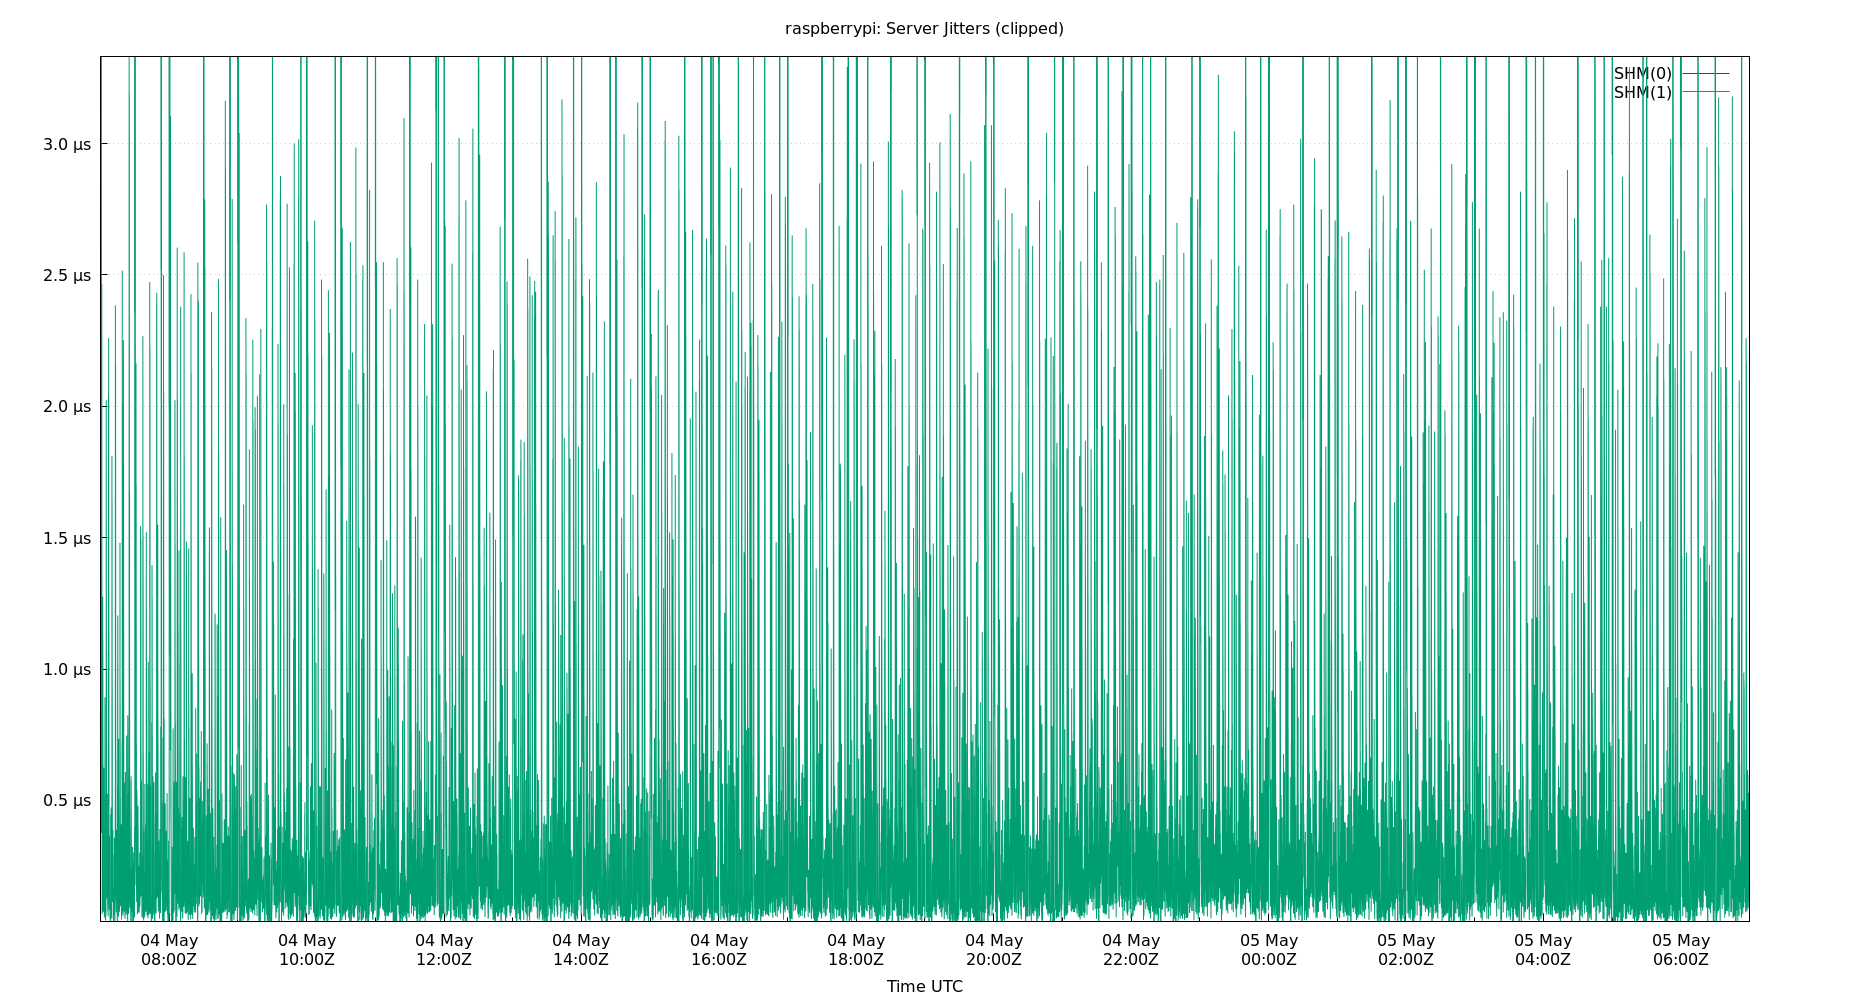 raspberrypi: Server Jitters (clipped)
SHM(0)
SHM(1)
3.0 µs
2.5 µs
2.0 µs
1.5 µs
1.0 µs
0.5 µs
04 May 04 May 04 May 04 May 04 May 04 May 04 May 04 May 05 May 05 May 05 May 05 May
08:00Z 10:00Z 12:00Z 14:00Z 16:00Z 18:00Z 20:00Z 22:00Z 00:00Z 02:00Z 04:00Z 06:00Z
Time UTC